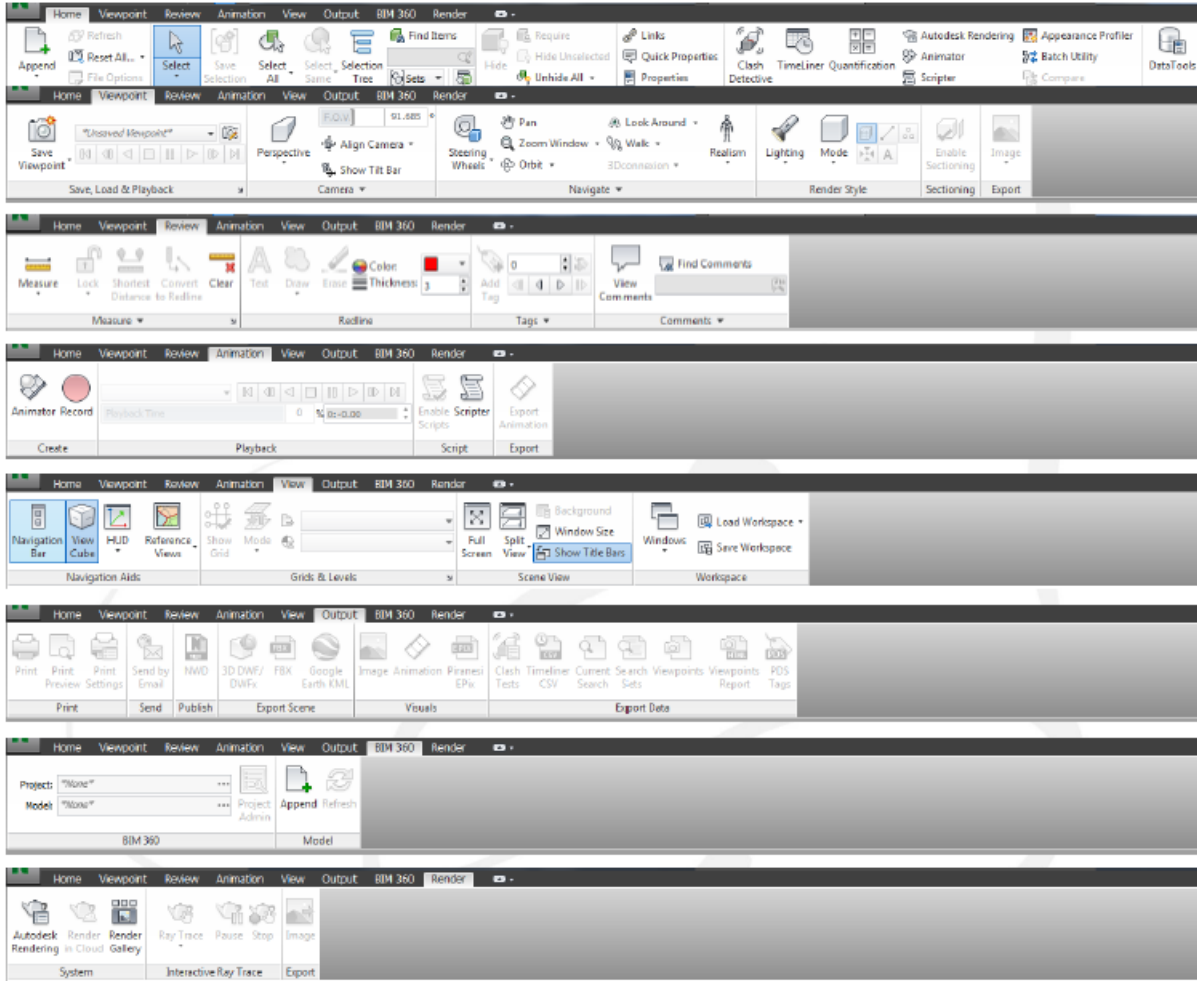 Home Viewpoint Review Animation View Output BIM 360 Render
Refresh Find Items Require Links Autodesk Rendering Appearance Profiler
Reset All... Hide Unselected Quick Properties Animator Batch Utility
Append File Options Select Save Selection Select All Select Same Selection Tree Sets Hide Unhide All Properties Clash Detective TimeLiner Quantification Scripter Compare DataTools
Home Viewpoint Review Animation View Output BIM 360 Render
F.O.V. 91.685 Pan Look Around
*Unsaved Viewpoint* Align Camera Zoom Window Walk
Save Viewpoint Perspective Show Tilt Bar Steering Wheels Orbit 3Dconnexion Realism Lighting Mode Enable Sectioning Image
Save, Load & Playback Camera Navigate Render Style Sectioning Export
Home Viewpoint Review Animation View Output BIM 360 Render
Color: 0 Find Comments
Measure Lock Shortest Distance Convert to Redline Clear Text Draw Erase Thickness: 3 Add Tag View Comments
Measure Redline Tags Comments
Home Viewpoint Review Animation View Output BIM 360 Render
Animator Record Playback Time 0 % 0:-0.00 Enable Scripts Scripter Export Animation
Create Playback Script Export
Home Viewpoint Review Animation View Output BIM 360 Render
Background
Window Size Load Workspace
Navigation Bar View Cube HUD Reference Views Show Grid Mode Full Screen Split View Show Title Bars Windows Save Workspace
Navigation Aids Grids & Levels Scene View Workspace
Home Viewpoint Review Animation View Output BIM 360 Render
Print Print Preview Print Settings Send by Email NWD 3D DWF/DWFx FBX Google Earth KML Image Animation Piranesi EPix Clash Tests Timeliner CSV Current Search Search Sets Viewpoints Viewpoints Report PDS Tags
Print Send Publish Export Scene Visuals Export Data
Home Viewpoint Review Animation View Output BIM 360 Render
Project: *None*
Model: *None* Project Admin Append Refresh
BIM 360 Model
Home Viewpoint Review Animation View Output BIM 360 Render
Autodesk Rendering Render in Cloud Render Gallery Ray Trace Pause Stop Image
System Interactive Ray Trace Export